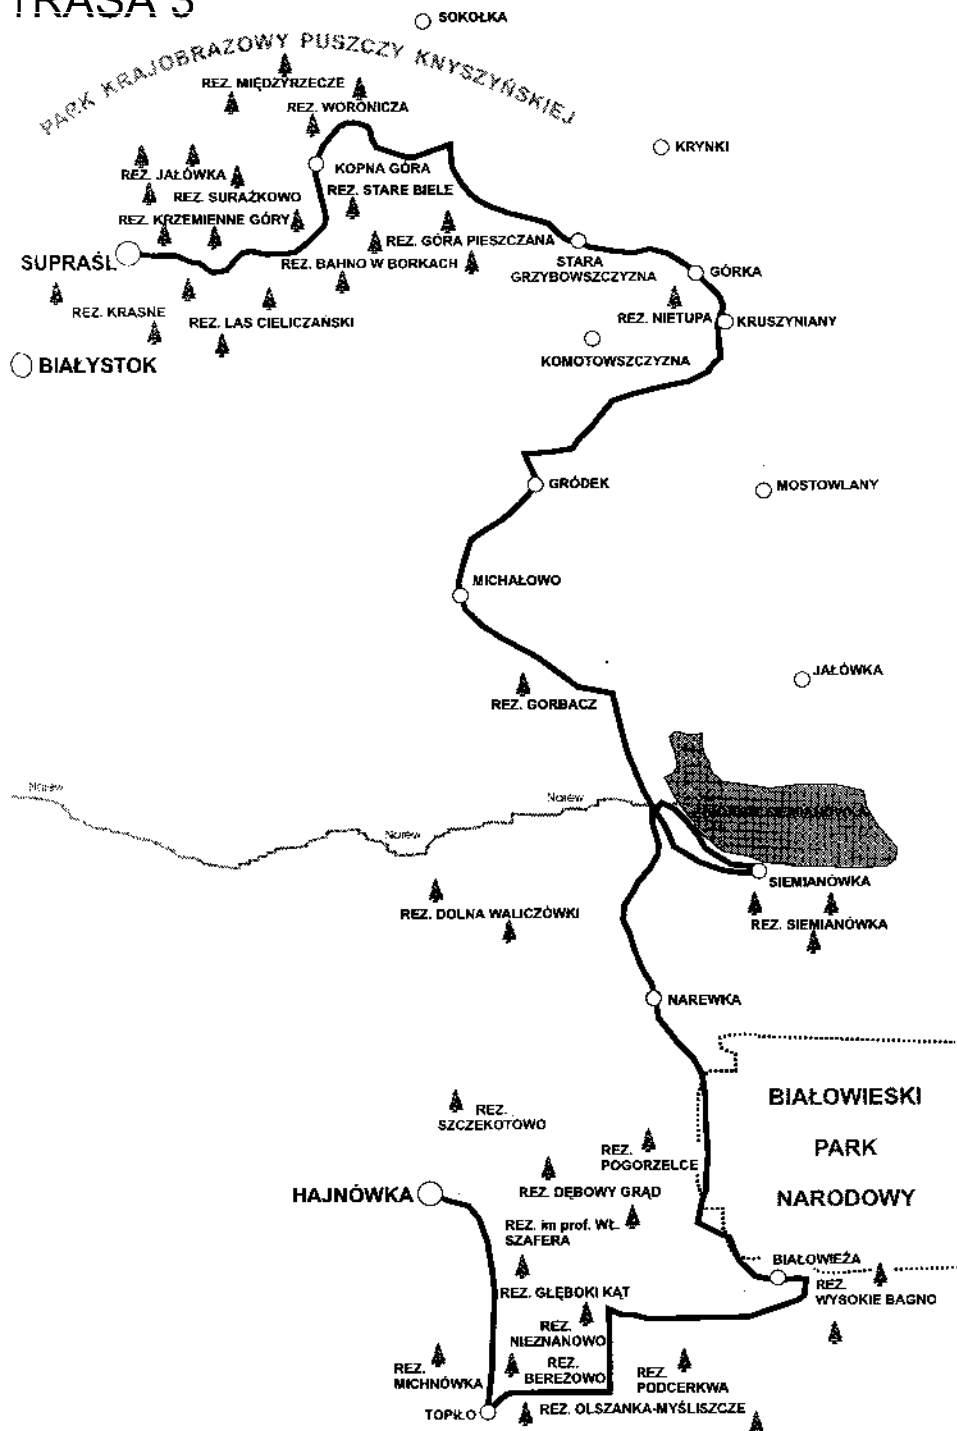 TRASA 3
SOKÓŁKA
PARK KRAJOBRAZOWY PUSZCZY KNYSZYŃSKIEJ
REZ. MIĘDZYRZECZE
REZ. WORONICZA
KRYNKI
KOPNA GÓRA
REZ. JAŁÓWKA
REZ. STARE BIELE
REZ. SURAŻKOWO
REZ. KRZEMIENNE GÓRY
REZ. GÓRA PIESZCZANA
SUPRAŚL
REZ. BAHNO W BORKACH
STARA
GRZYBOWSZCZYZNA
GÓRKA
REZ. KRASNE
REZ. LAS CIELICZAŃSKI
REZ. NIETUPA
KRUSZYNIANY
BIAŁYSTOK
KOMOTOWSZCZYZNA
GRÓDEK
MOSTOWLANY
MICHAŁOWO
JAŁÓWKA
REZ. GORBACZ
Narew
Narew
Narew
SIEMIANÓWKA
REZ. DOLNA WALICZÓWKI
REZ. SIEMIANÓWKA
NAREWKA
BIAŁOWIESKI
PARK
NARODOWY
REZ.
SZCZEKOTOWO
REZ.
POGORZELCE
HAJNÓWKA
REZ. DĘBOWY GRĄD
REZ. im prof. WŁ.
SZAFERA
BIAŁOWIEŻA
REZ. GŁĘBOKI KĄT
REZ.
WYSOKIE BAGNO
REZ.
NIEZNANOWO
REZ.
MICHNÓWKA
REZ.
BEREŻOWO
REZ.
PODCERKWA
TOPIŁO
REZ. OLSZANKA-MYŚLISZCZE